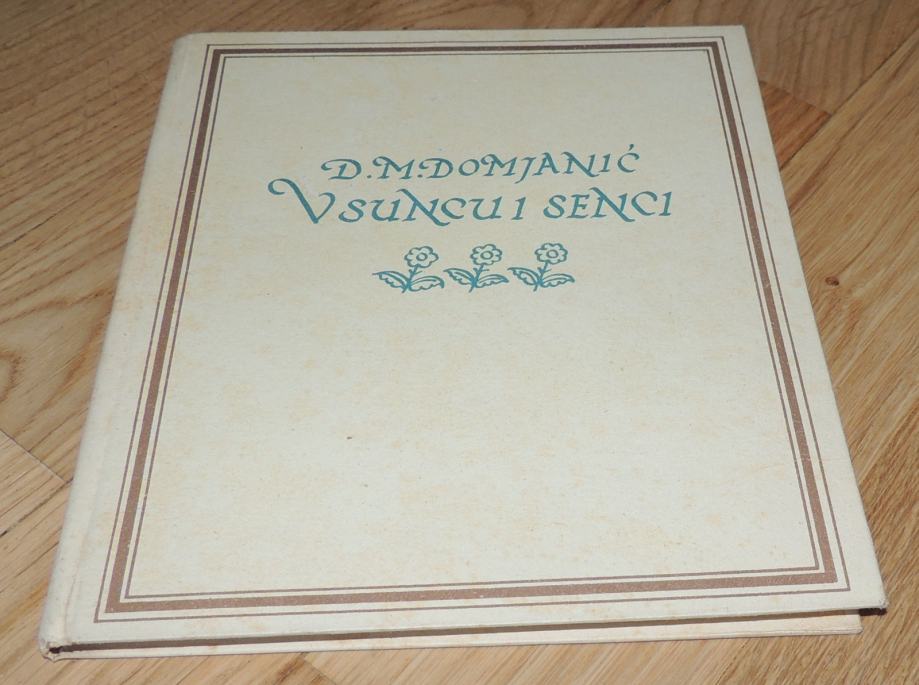 D.M.DOMJANIĆ
V SUNCU I SENCI